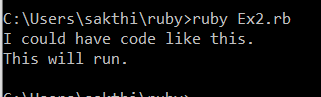 C:\Users\sakthi\ruby>ruby Ex2.rb
I could have code like this.
This will run.